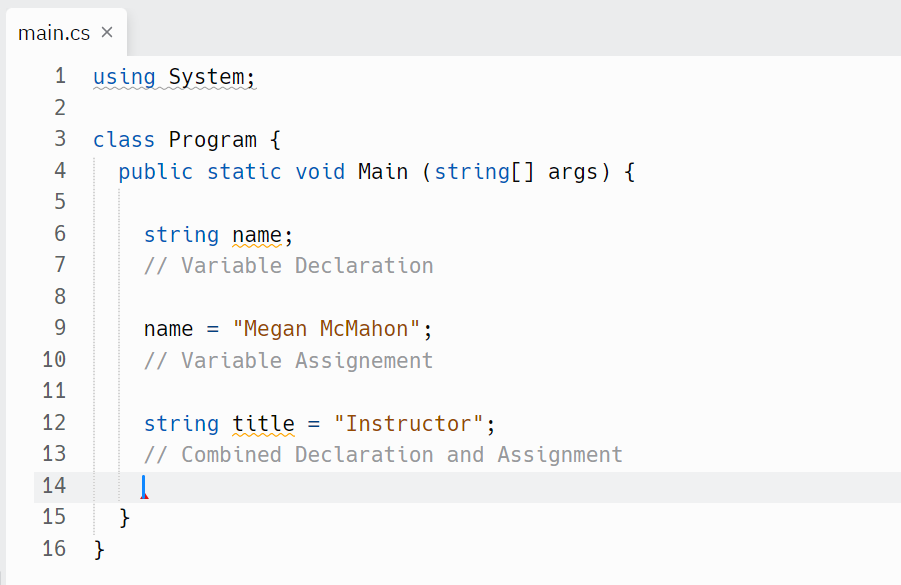 main.cs ×
1 using System;
2
3 class Program {
4 public static void Main (string[] args) {
5
6 string name;
7 // Variable Declaration
8
9 name = "Megan McMahon";
10 // Variable Assignement
11
12 string title = "Instructor";
13 // Combined Declaration and Assignment
14
15 }
16 }